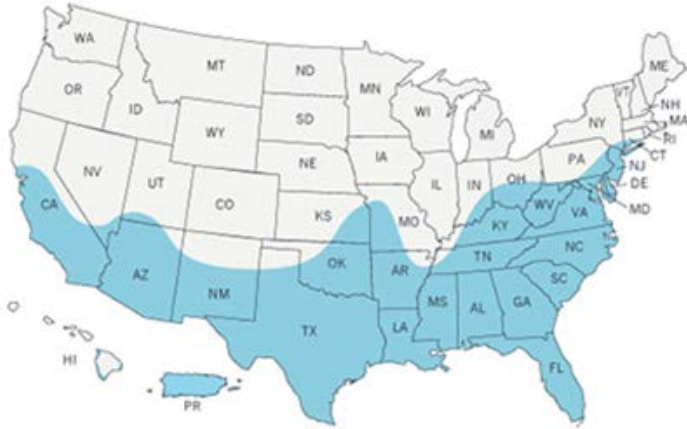 WA
MT
ND
MN
ME
OR
ID
WY
SD
WI
MI
VT
NH
NY
MA
RI
CT
NV
UT
CO
NE
IA
IL
IN
OH
PA
NJ
DE
MD
CA
KS
MO
WV
VA
KY
AZ
NM
OK
AR
TN
NC
SC
TX
LA
MS
AL
GA
FL
HI
PR